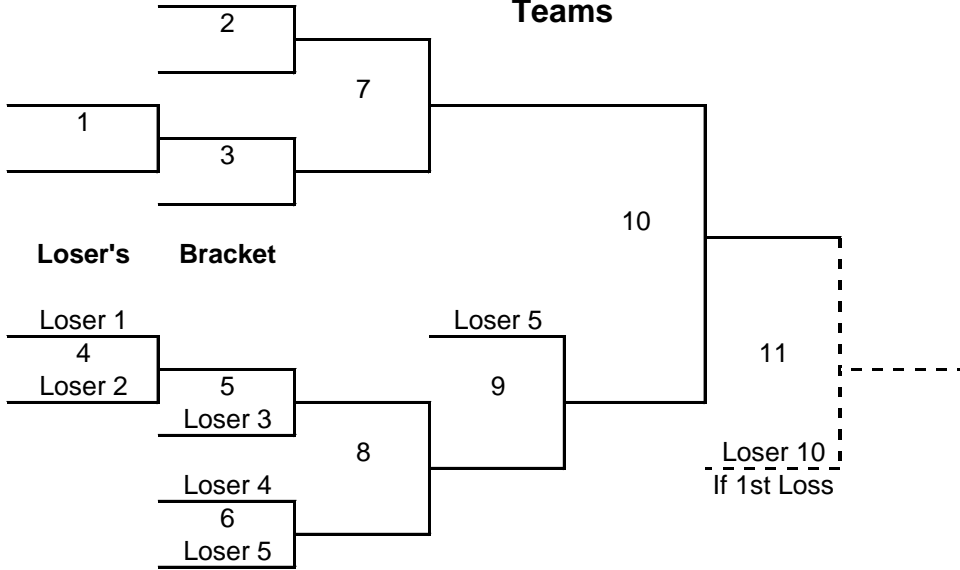 Teams
2
7
1
3
10
Loser's Bracket
Loser 1
Loser 5
4
11
Loser 2
5
9
Loser 3
8
Loser 10
Loser 4
If 1st Loss
6
Loser 5